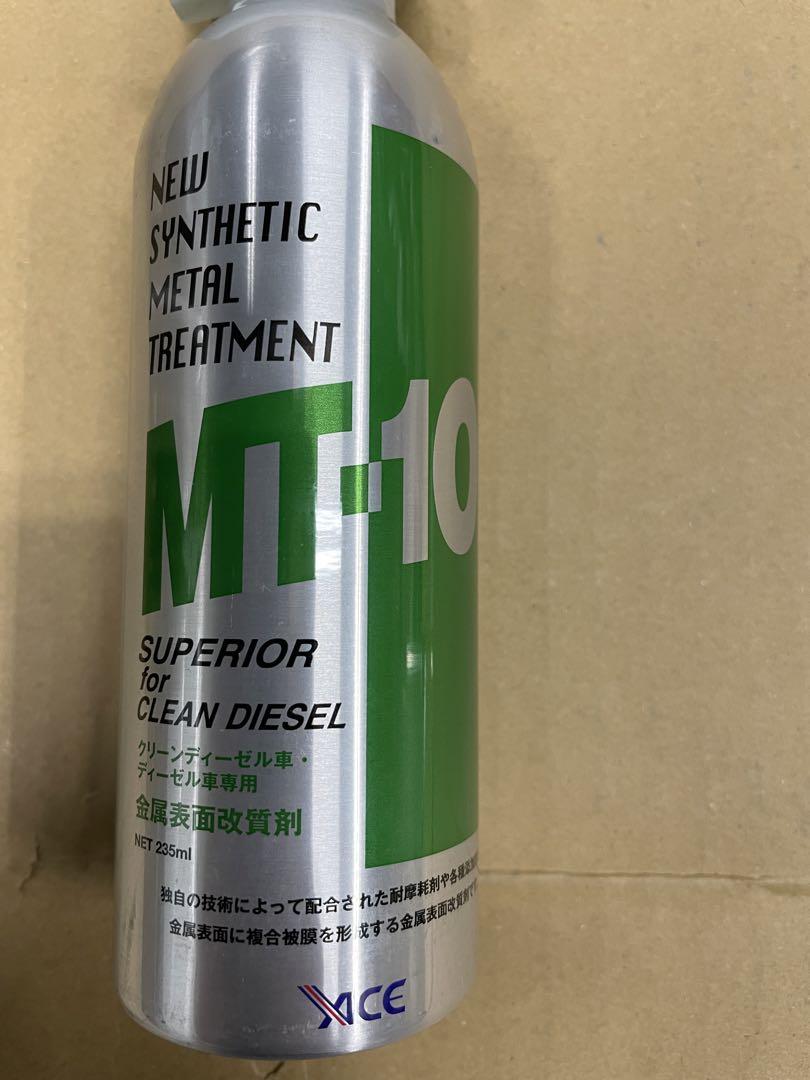 NEW
SYNTHETIC
METAL
TREATMENT
MT-10
SUPERIOR
for
CLEAN DIESEL
クリーンディーゼル車・
ディーゼル車専用
金属表面改質剤
NET 235ml
独自の技術によって配合された耐摩耗剤や各種添加
金属表面に複合被膜を形成する金属表面改質剤で
YACE